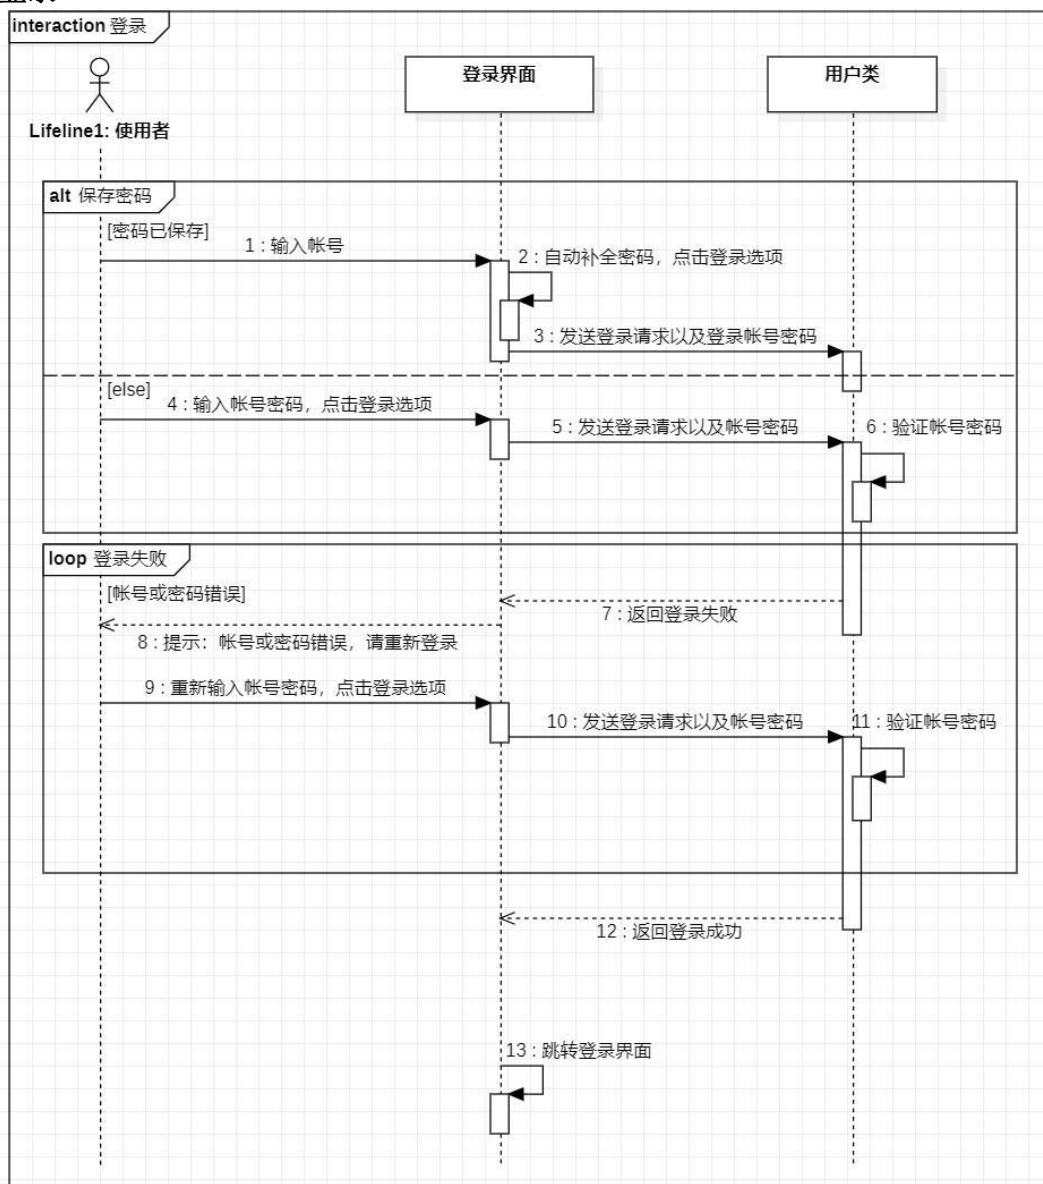 interaction 登录
登录界面
用户类
Lifeline1: 使用者
alt 保存密码
[密码已保存]
1 : 输入帐号
2 : 自动补全密码，点击登录选项
3 : 发送登录请求以及登录帐号密码
[else]
4 : 输入帐号密码，点击登录选项
5 : 发送登录请求以及帐号密码
6 : 验证帐号密码
loop 登录失败
[帐号或密码错误]
7 : 返回登录失败
8 : 提示：帐号或密码错误，请重新登录
9 : 重新输入帐号密码，点击登录选项
10 : 发送登录请求以及帐号密码
11 : 验证帐号密码
12 : 返回登录成功
13 : 跳转登录界面